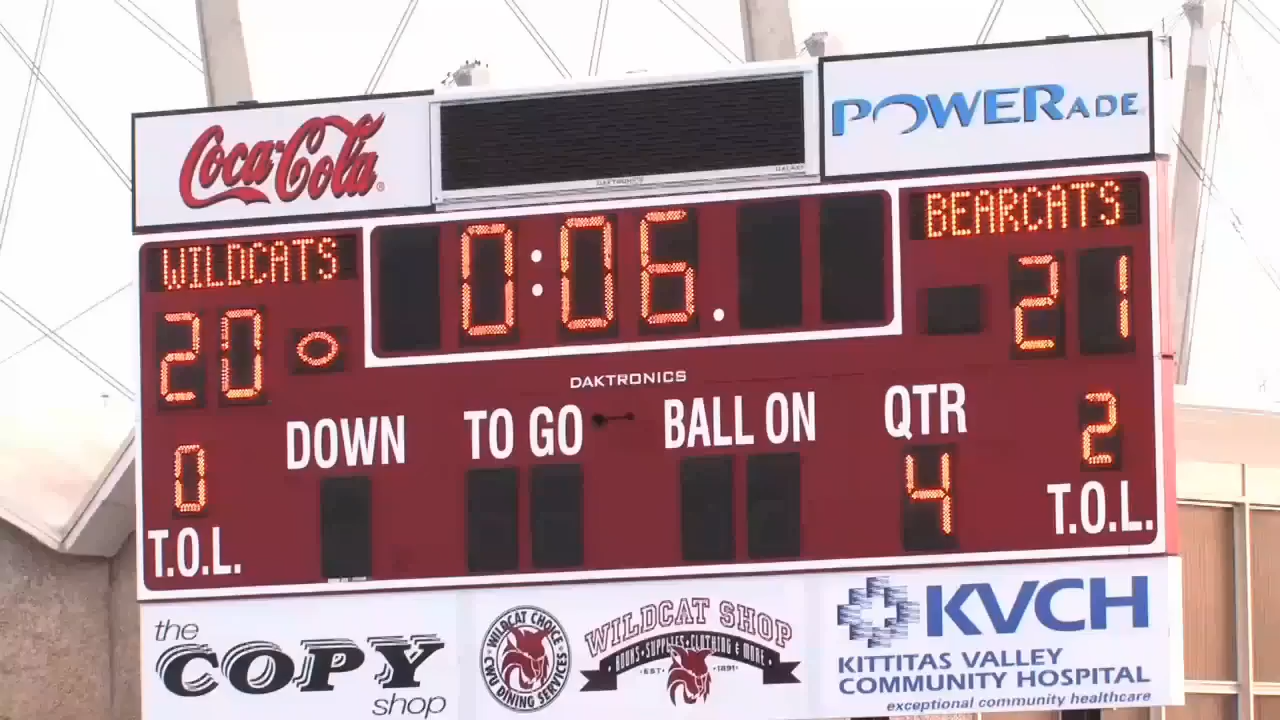 Coca-Cola
DAKTRONICS
GALAXY
POWERADE
WILDCATS
0:06.
BEARCATS
20
21
DAKTRONICS
DOWN
TO GO
BALL ON
QTR
0
4
2
T.O.L.
T.O.L.
the
COPY
shop
WILDCAT CHOICE
CWU DINING SERVICES
WILDCAT SHOP
BOOKS·SUPPLIES·CLOTHING & MORE
EST 1891
KVCH
KITTITAS VALLEY
COMMUNITY HOSPITAL
exceptional community healthcare